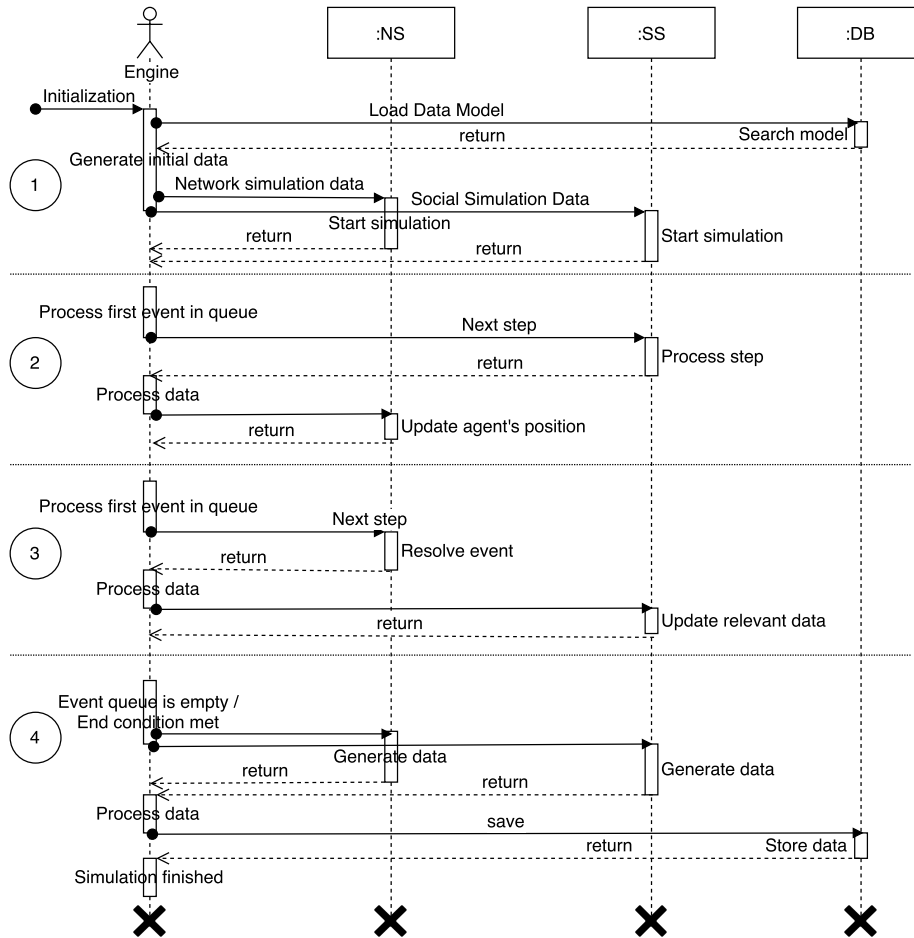 :NS
:SS
:DB
Engine
Initialization
Load Data Model
return
Search model
Generate initial data
1
Network simulation data
Social Simulation Data
Start simulation
return
Start simulation
return
Process first event in queue
Next step
2
Process step
return
Process data
Update agent's position
return
Process first event in queue
Next step
3
Resolve event
return
Process data
Update relevant data
return
Event queue is empty /
End condition met
4
Generate data
Generate data
return
return
Process data
save
return
Store data
Simulation finished